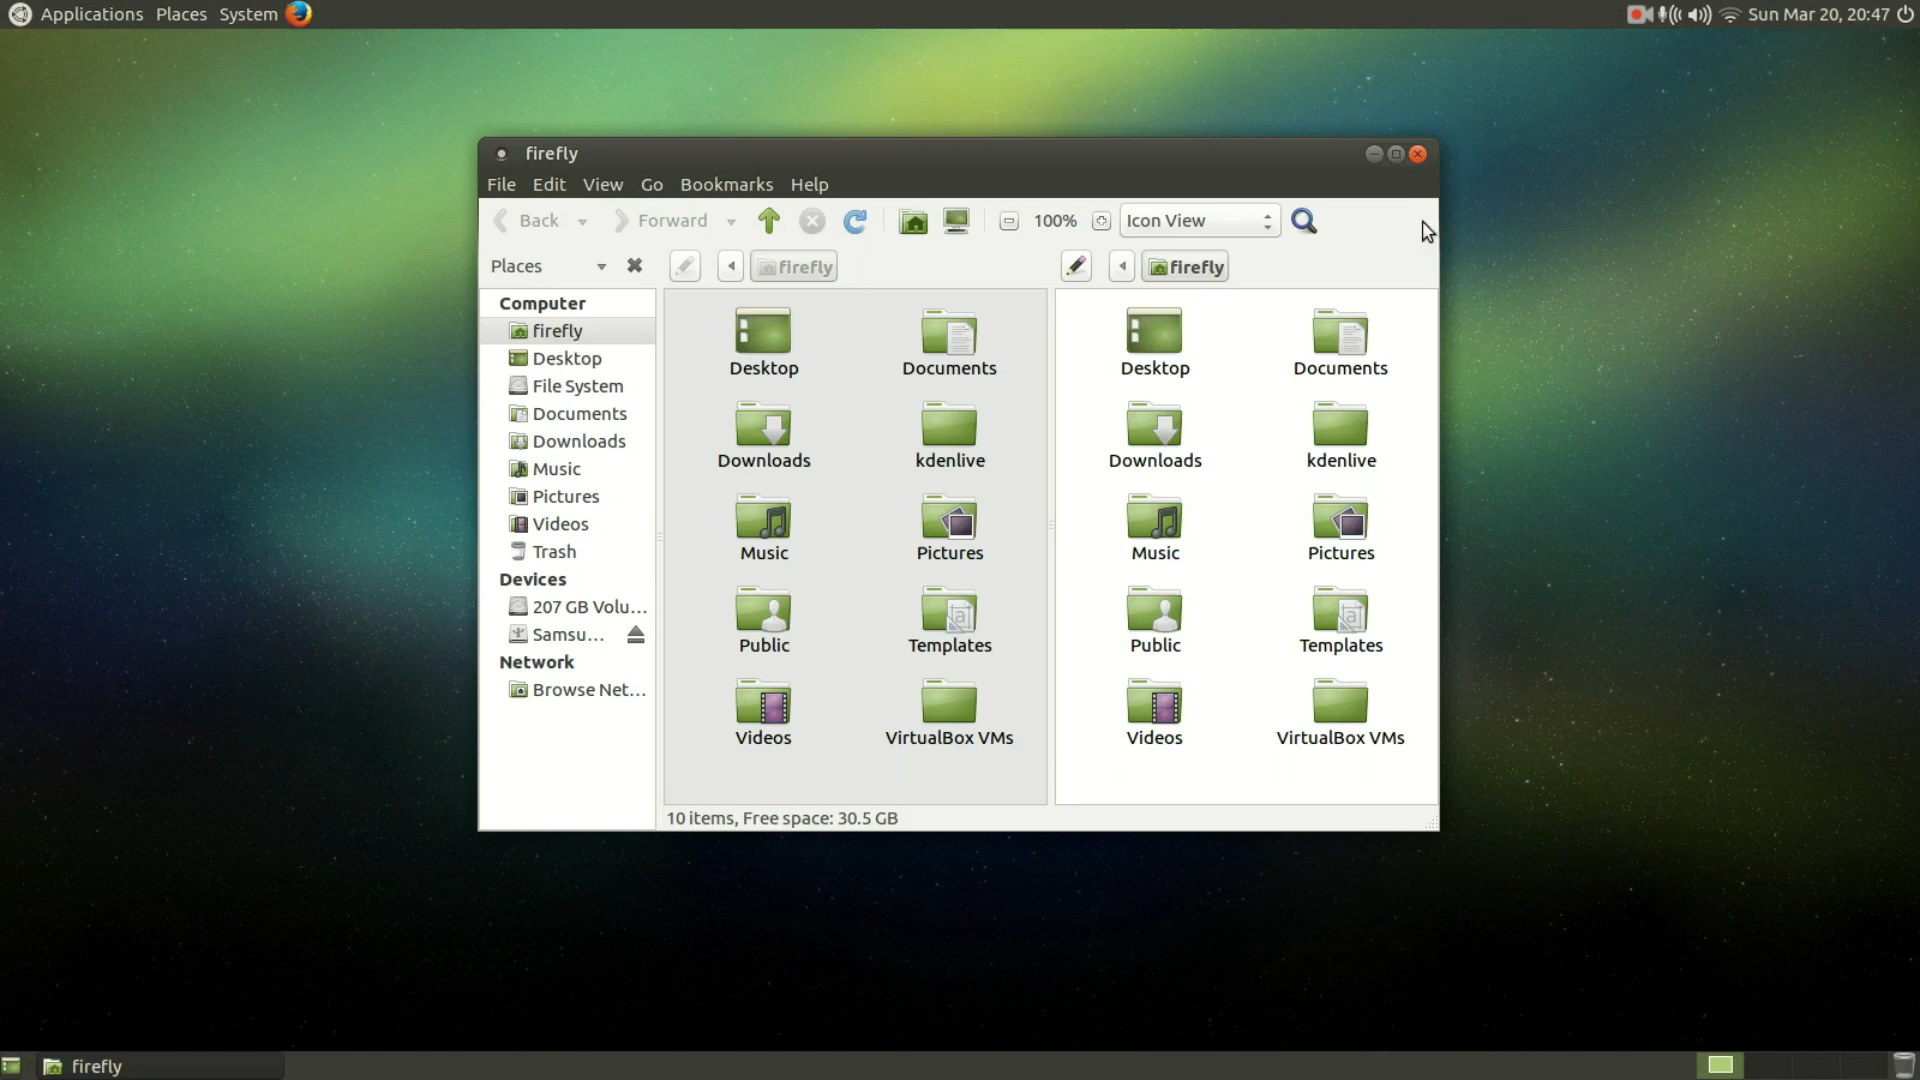 Applications Places System
Sun Mar 20, 20:47
firefly
File Edit View Go Bookmarks Help
Back Forward 100% Icon View
Places firefly firefly
Computer
firefly
Desktop
File System
Documents
Downloads
Music
Pictures
Videos
Trash
Devices
207 GB Volu...
Samsu...
Network
Browse Net...
Desktop Documents
Downloads kdenlive
Music Pictures
Public Templates
Videos VirtualBox VMs
Desktop Documents
Downloads kdenlive
Music Pictures
Public Templates
Videos VirtualBox VMs
10 items, Free space: 30.5 GB
firefly